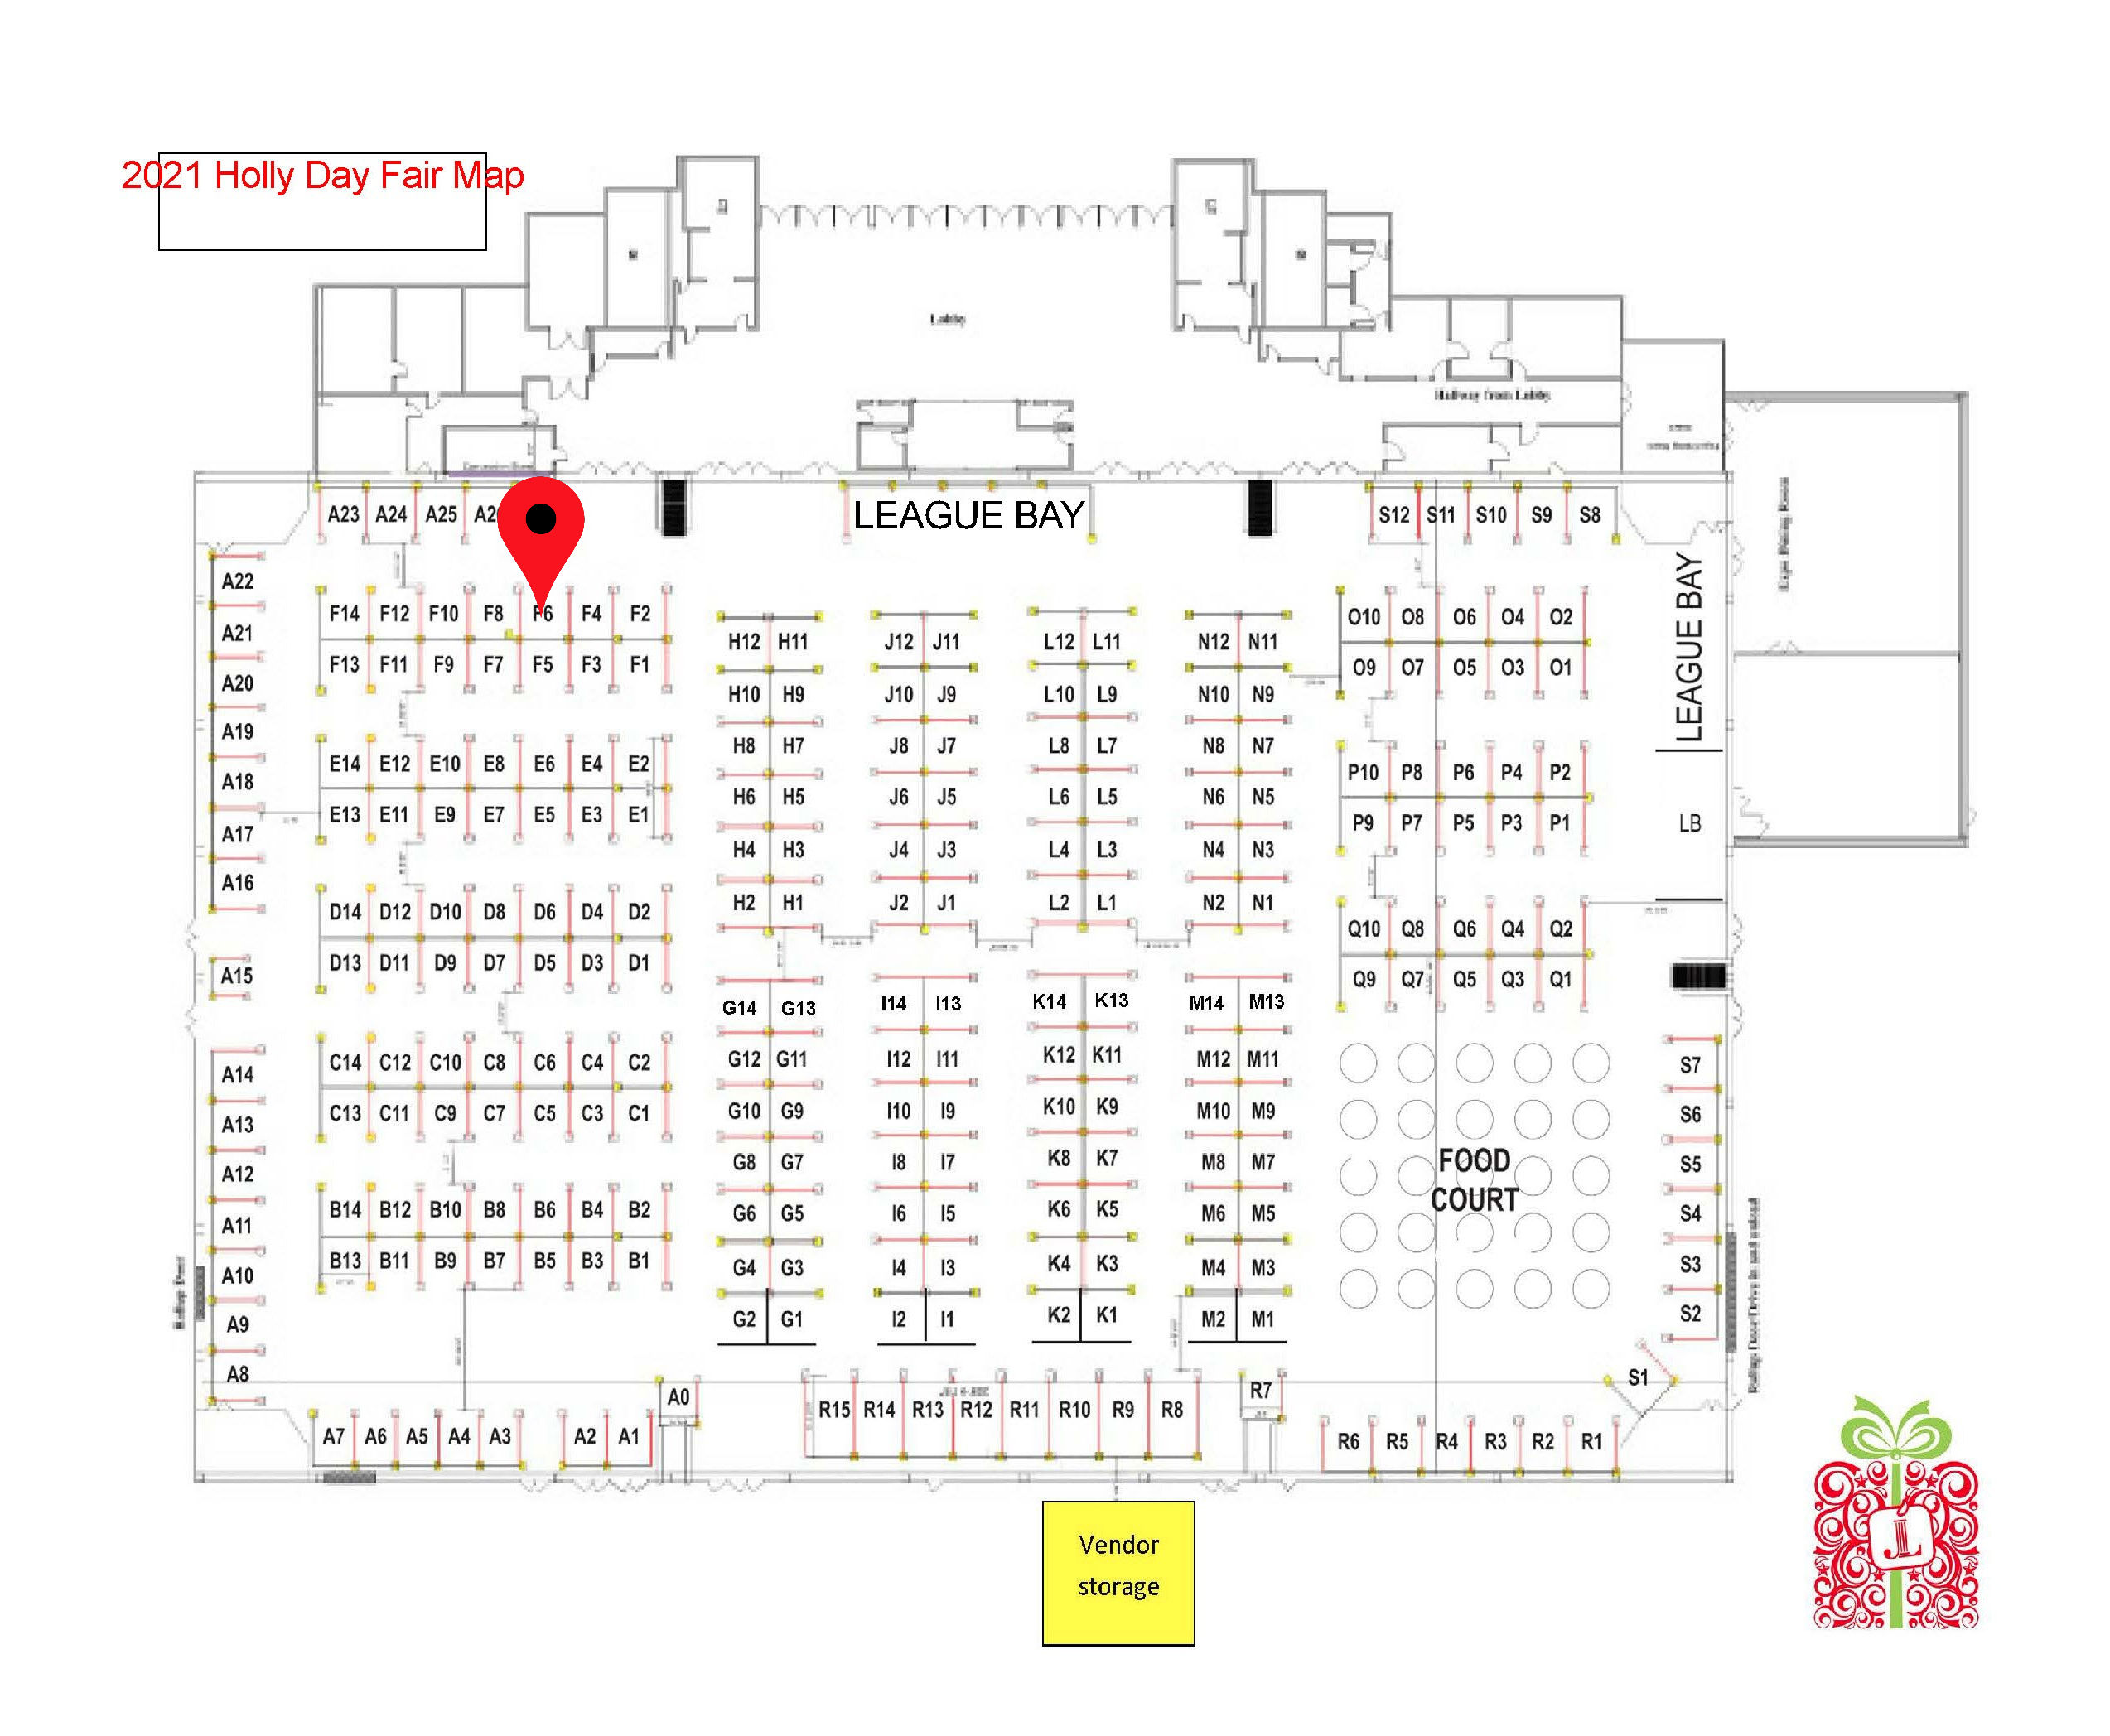 2021 Holly Day Fair Map
Lobby
Hallway from Lobby
LEAGUE BAY
A23 A24 A25
S12 S11 S10 S9 S8
A22
A21
A20
A19
A18
A17
A16
A15
A14
A13
A12
A11
A10
A9
A8
F14 F12 F10 F8 F6 F4 F2
F13 F11 F9 F7 F5 F3 F1
E14 E12 E10 E8 E6 E4 E2
E13 E11 E9 E7 E5 E3 E1
D14 D12 D10 D8 D6 D4 D2
D13 D11 D9 D7 D5 D3 D1
C14 C12 C10 C8 C6 C4 C2
C13 C11 C9 C7 C5 C3 C1
B14 B12 B10 B8 B6 B4 B2
B13 B11 B9 B7 B5 B3 B1
H12 H11
H10 H9
H8 H7
H6 H5
H4 H3
H2 H1
G14 G13
G12 G11
G10 G9
G8 G7
G6 G5
G4 G3
G2 G1
J12 J11
J10 J9
J8 J7
J6 J5
J4 J3
J2 J1
I14 I13
I12 I11
I10 I9
I8 I7
I6 I5
I4 I3
I2 I1
L12 L11
L10 L9
L8 L7
L6 L5
L4 L3
L2 L1
K14 K13
K12 K11
K10 K9
K8 K7
K6 K5
K4 K3
K2 K1
N12 N11
N10 N9
N8 N7
N6 N5
N4 N3
N2 N1
M14 M13
M12 M11
M10 M9
M8 M7
M6 M5
M4 M3
M2 M1
O10 O8 O6 O4 O2
O9 O7 O5 O3 O1
P10 P8 P6 P4 P2
P9 P7 P5 P3 P1
Q10 Q8 Q6 Q4 Q2
Q9 Q7 Q5 Q3 Q1
LEAGUE BAY
LB
FOOD
COURT
S7
S6
S5
S4
S3
S2
S1
A7 A6 A5 A4 A3 A2 A1
A0
R15 R14 R13 R12 R11 R10 R9 R8
R7
R6 R5 R4 R3 R2 R1
Vendor
storage
JL